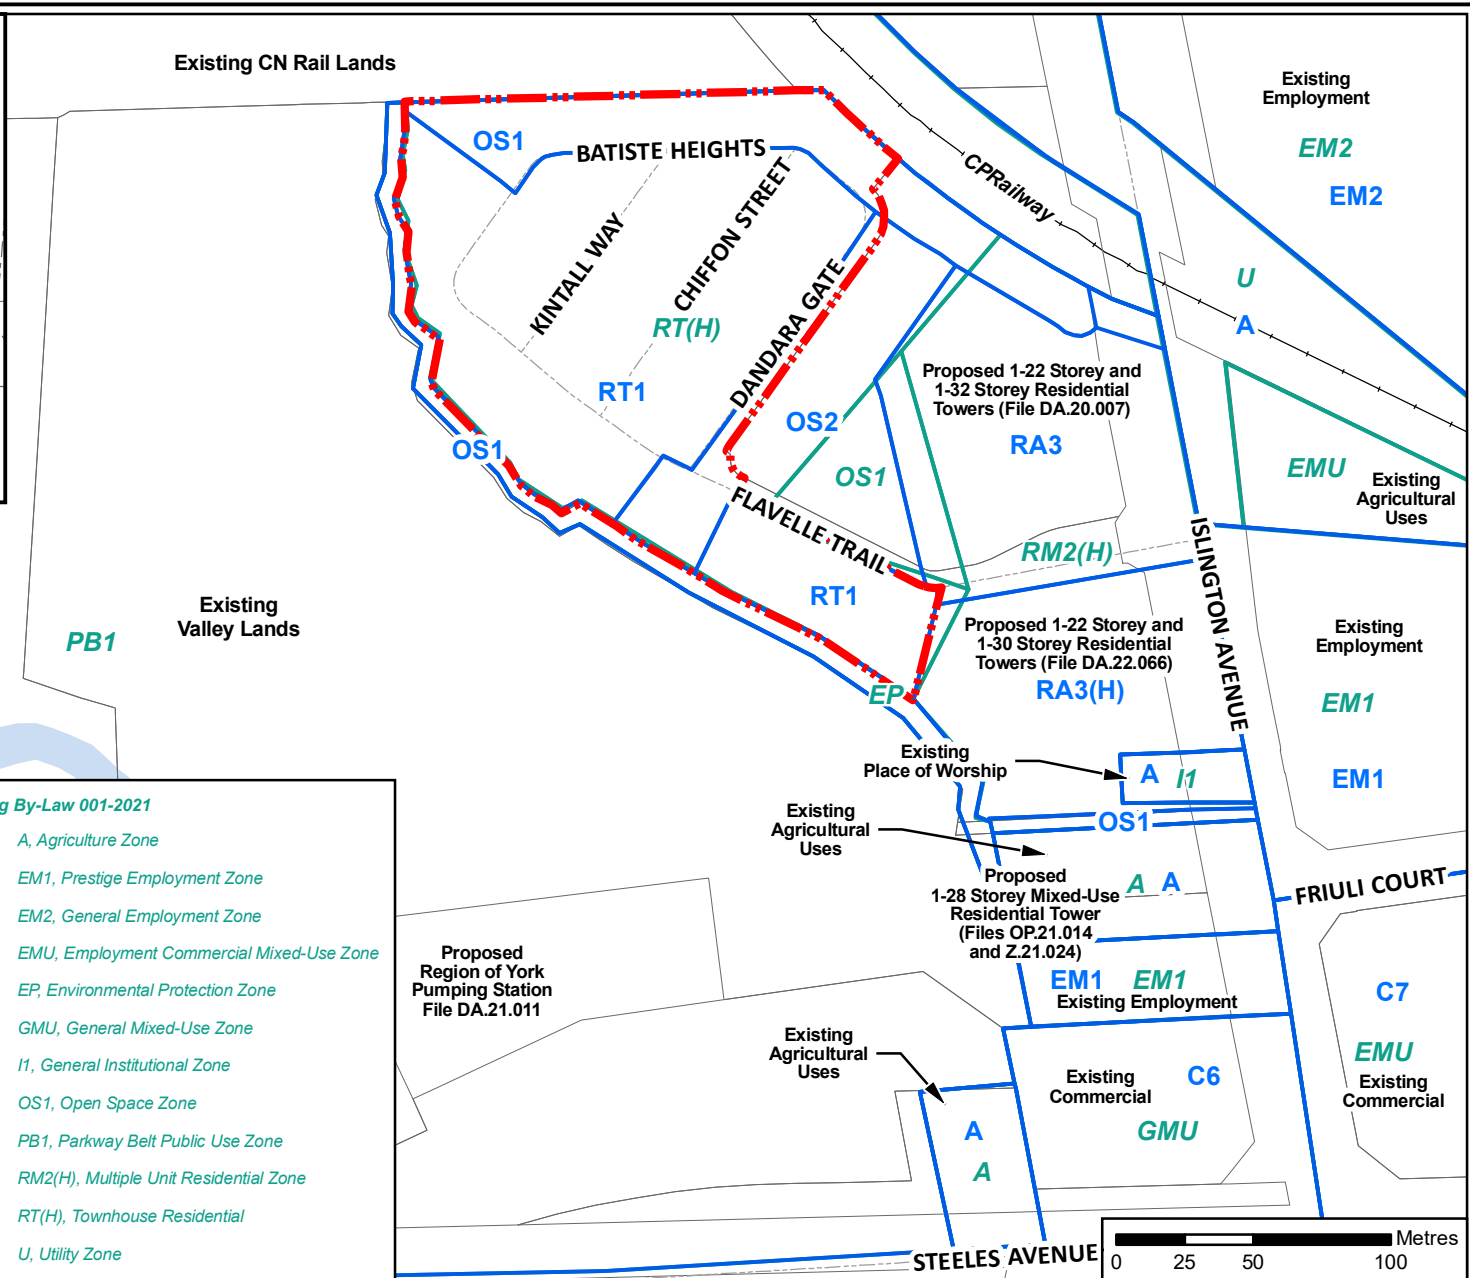 Existing CN Rail Lands
Existing
Employment
EM2
EM2
OS1
BATISTE HEIGHTS
CPRailway
KINTALL WAY
CHIFFON STREET
DANDARA GATE
RT(H)
RT1
U
A
Proposed 1-22 Storey and
1-32 Storey Residential
Towers (File DA.20.007)
RA3
OS2
OS1
OS1
EMU
Existing
Agricultural
Uses
FLAVELLE TRAIL
RM2(H)
ISLINGTON AVENUE
RT1
Existing
Valley Lands
PB1
Proposed 1-22 Storey and
1-30 Storey Residential
Towers (File DA.22.066)
RA3(H)
EP
Existing
Employment
EM1
EM1
Existing
Place of Worship
A
I1
OS1
Existing
Agricultural
Uses
Proposed
1-28 Storey Mixed-Use
Residential Tower
(Files OP.21.014
and Z.21.024)
A
A
FRIULI COURT
EM1
EM1
Existing Employment
C7
EMU
Existing
Commercial
Proposed
Region of York
Pumping Station
File DA.21.011
Existing
Agricultural
Uses
A
A
Existing
Commercial
C6
GMU
STEELES AVENUE
g By-Law 001-2021
A, Agriculture Zone
EM1, Prestige Employment Zone
EM2, General Employment Zone
EMU, Employment Commercial Mixed-Use Zone
EP, Environmental Protection Zone
GMU, General Mixed-Use Zone
I1, General Institutional Zone
OS1, Open Space Zone
PB1, Parkway Belt Public Use Zone
RM2(H), Multiple Unit Residential Zone
RT(H), Townhouse Residential
U, Utility Zone
Metres
0 25 50 100